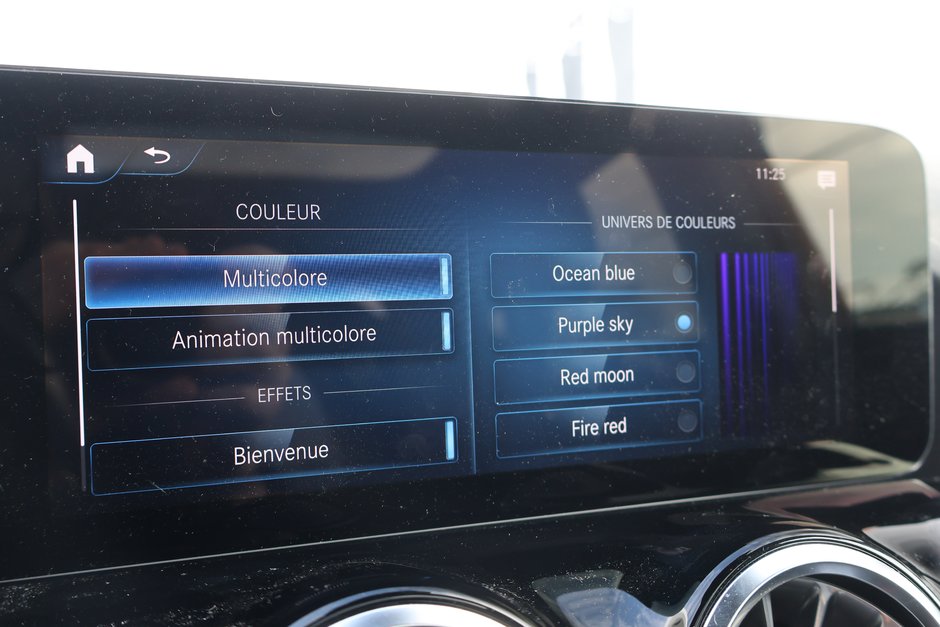 11:25
COULEUR
Multicolore
Animation multicolore
EFFETS
Bienvenue
UNIVERS DE COULEURS
Ocean blue
Purple sky
Red moon
Fire red